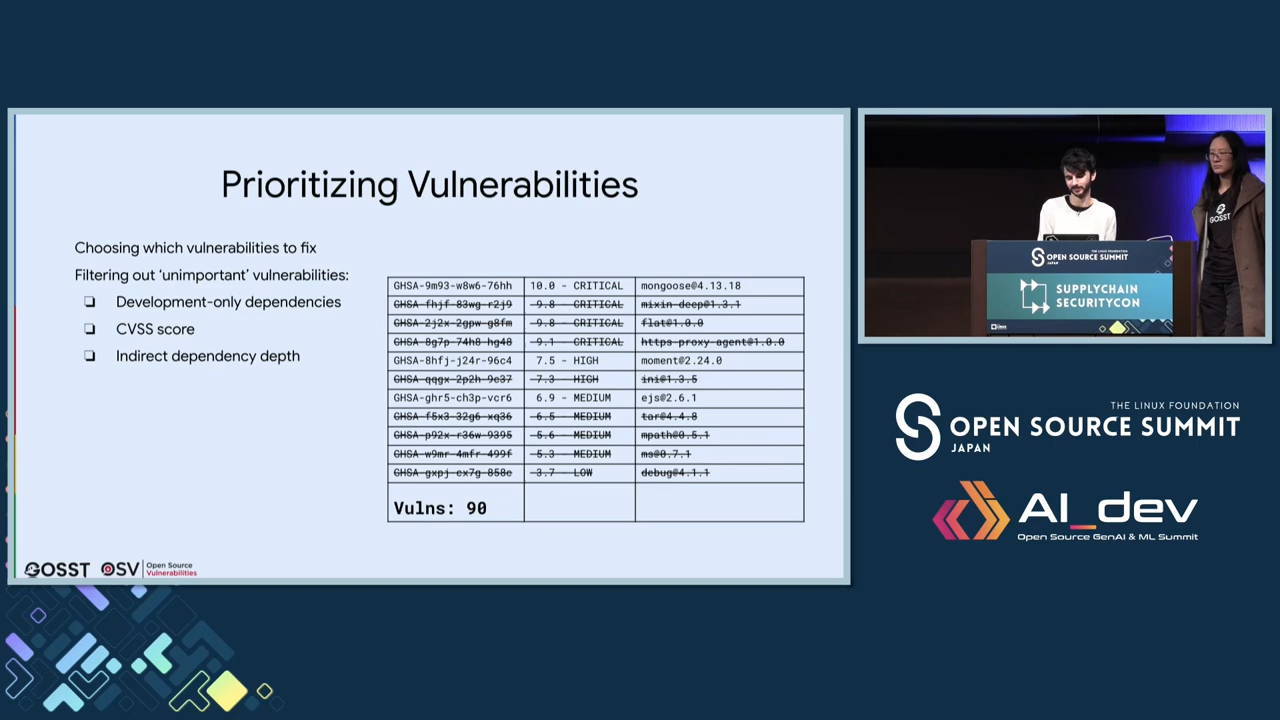 Prioritizing Vulnerabilities
Choosing which vulnerabilities to fix
Filtering out ‘unimportant’ vulnerabilities:
❏ Development-only dependencies
❏ CVSS score
❏ Indirect dependency depth
GHSA-9m93-w8w6-76hh 10.0 - CRITICAL mongoose@4.13.18
GHSA-fhjf-83wg-r2j9 9.8 - CRITICAL mixin-deep@1.3.1
GHSA-2j2x-2gpw-g8fm 9.8 - CRITICAL flat@1.0.0
GHSA-8g7p-74h8-hg48 9.1 - CRITICAL https-proxy-agent@1.0.0
GHSA-8hfj-j24r-96c4 7.5 - HIGH moment@2.24.0
GHSA-qqgx-2p2h-9c37 7.3 - HIGH ini@1.3.5
GHSA-ghr5-ch3p-vcr6 6.9 - MEDIUM ejs@2.6.1
GHSA-f5x3-32g6-xq36 6.5 - MEDIUM tar@4.4.8
GHSA-p92x-r36w-9395 5.6 - MEDIUM mpath@0.5.1
GHSA-w9mr-4mfr-499f 5.3 - MEDIUM ms@0.7.1
GHSA-gxpj-cx7g-858c 3.7 - LOW debug@4.1.1
Vulns: 90
GOSST OSV Open Source
Vulnerabilities
GOSST
THE LINUX FOUNDATION
OPEN SOURCE SUMMIT
JAPAN
SUPPLYCHAIN
SECURITYCON
THE LINUX FOUNDATION
OPEN SOURCE SUMMIT
JAPAN
AI_dev
Open Source GenAI & ML Summit